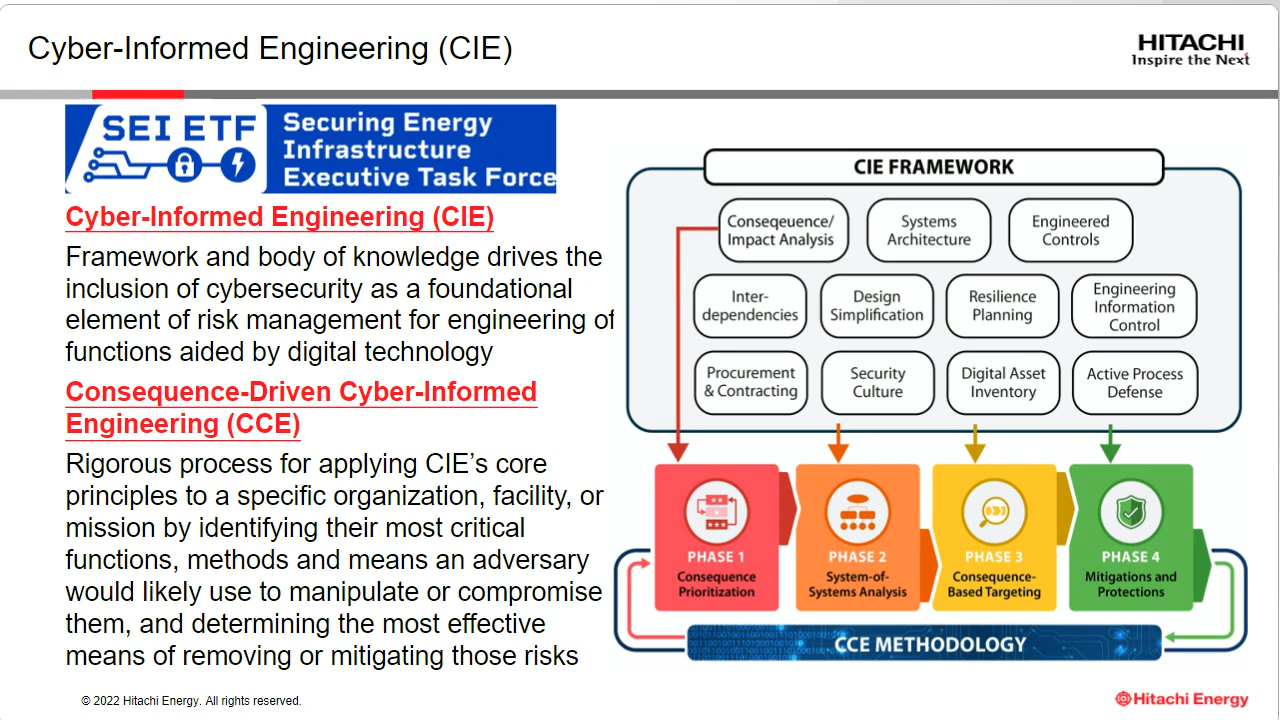 Cyber-Informed Engineering (CIE)
HITACHI
Inspire the Next
SEI ETF
Securing Energy
Infrastructure
Executive Task Force
Cyber-Informed Engineering (CIE)
Framework and body of knowledge drives the
inclusion of cybersecurity as a foundational
element of risk management for engineering of
functions aided by digital technology
Consequence-Driven Cyber-Informed
Engineering (CCE)
Rigorous process for applying CIE's core
principles to a specific organization, facility, or
mission by identifying their most critical
functions, methods and means an adversary
would likely use to manipulate or compromise
them, and determining the most effective
means of removing or mitigating those risks
CIE FRAMEWORK
Conseqeuence/
Impact Analysis
Systems
Architecture
Engineered
Controls
Inter-
dependencies
Design
Simplification
Resilience
Planning
Engineering
Information
Control
Procurement
& Contracting
Security
Culture
Digital Asset
Inventory
Active Process
Defense
PHASE 1
Consequence
Prioritization
PHASE 2
System-of-
Systems Analysis
PHASE 3
Consequence-
Based Targeting
PHASE 4
Mitigations and
Protections
CCE METHODOLOGY
© 2022 Hitachi Energy. All rights reserved.
Hitachi Energy